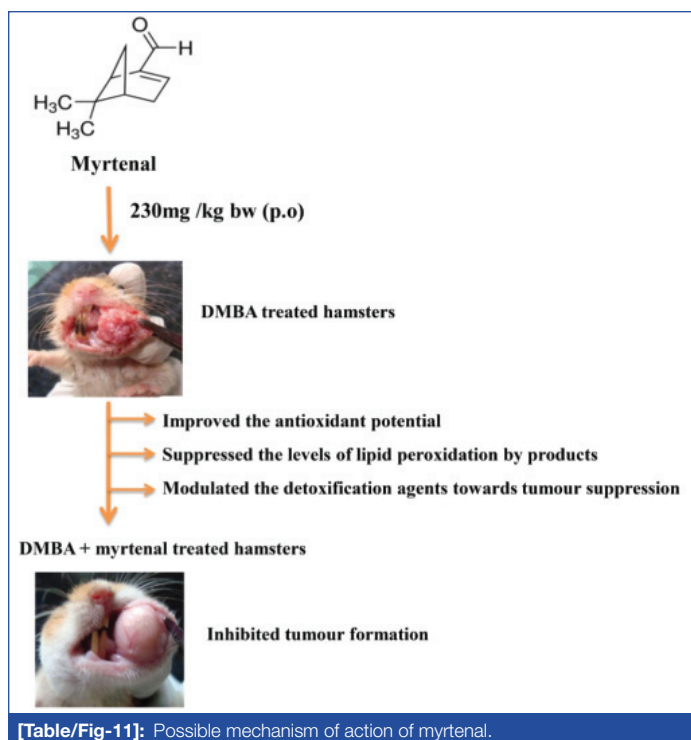 O
H
H₃C
H₃C
Myrtenal
230mg /kg bw (p.o)
DMBA treated hamsters
Improved the antioxidant potential
Suppressed the levels of lipid peroxidation by products
Modulated the detoxification agents towards tumour suppression
DMBA + myrtenal treated hamsters
Inhibited tumour formation
[Table/Fig-11]: Possible mechanism of action of myrtenal.